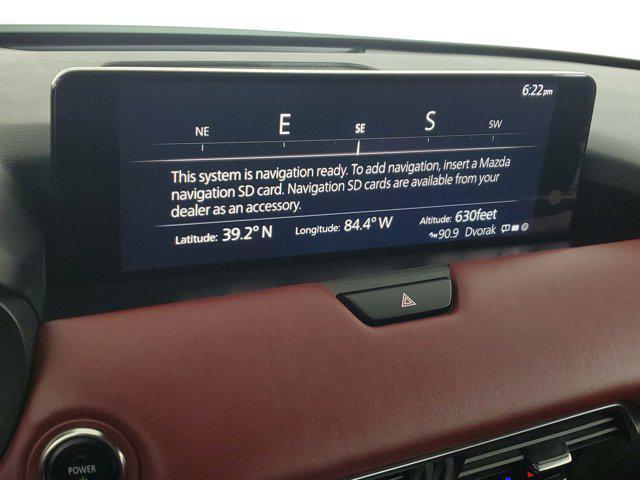 6:22pm
NE E SE S SW
This system is navigation ready. To add navigation, insert a Mazda
navigation SD card. Navigation SD cards are available from your
dealer as an accessory.
Latitude: 39.2° N Longitude: 84.4° W Altitude: 630feet
90.9 Dvorak
POWER